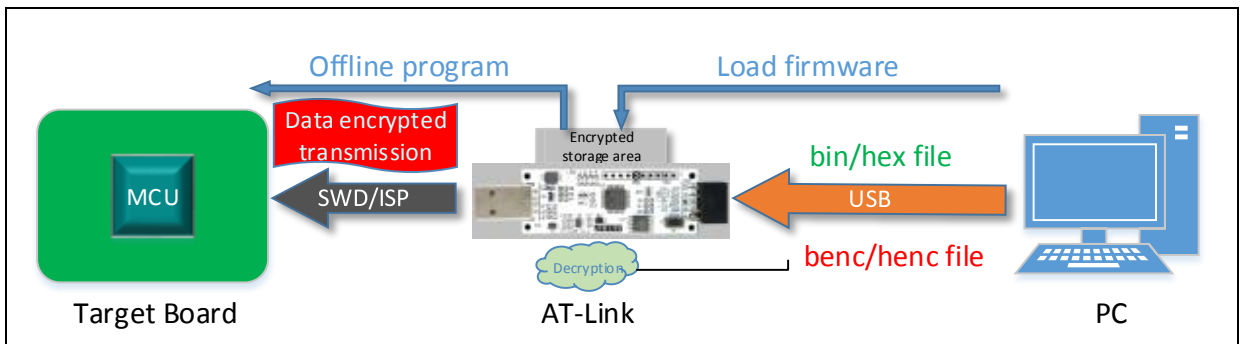 Offline program
Load firmware
Data encrypted
transmission
Encrypted
storage area
bin/hex file
MCU
SWD/ISP
USB
Decryption
benc/henc file
Target Board
AT-Link
PC